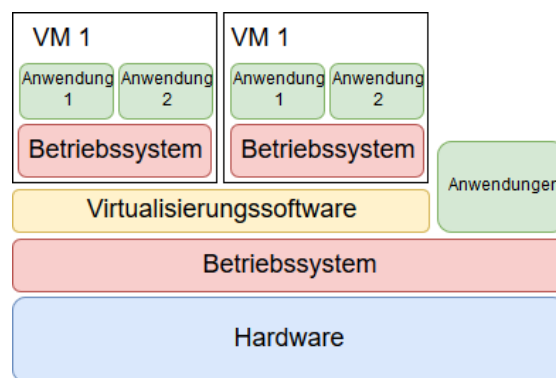 VM 1
Anwendung
1
Anwendung
2
Betriebssystem
VM 1
Anwendung
1
Anwendung
2
Betriebssystem
Anwendungen
Virtualisierungssoftware
Betriebssystem
Hardware